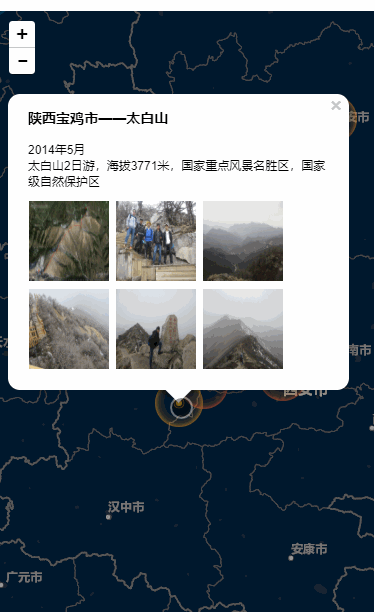 +
−
安市
×
陕西宝鸡市——太白山
2014年5月
太白山2日游，海拔3771米，国家重点风景名胜区，国家
级自然保护区
南市
西安市
汉中市
安康市
广元市